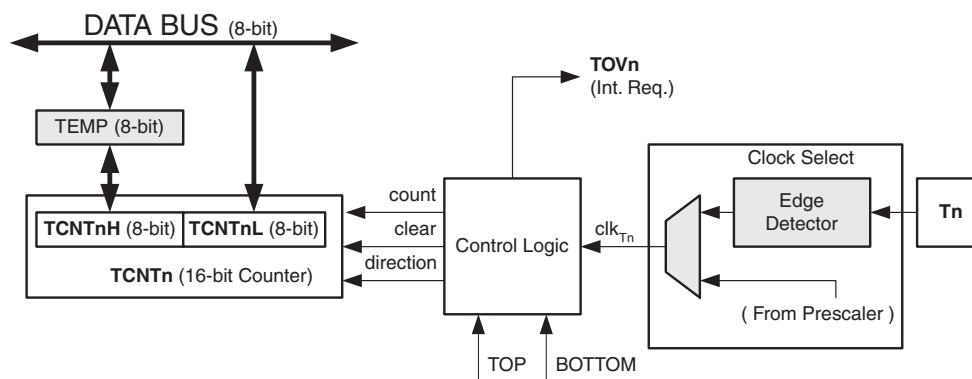 DATA BUS (8-bit)
TOVn
(Int. Req.)
TEMP (8-bit)
Clock Select
count
Edge
Detector
Tn
TCNTnH (8-bit) TCNTnL (8-bit)
clear
Control Logic
clkTn
TCNTn (16-bit Counter)
direction
( From Prescaler )
TOP
BOTTOM